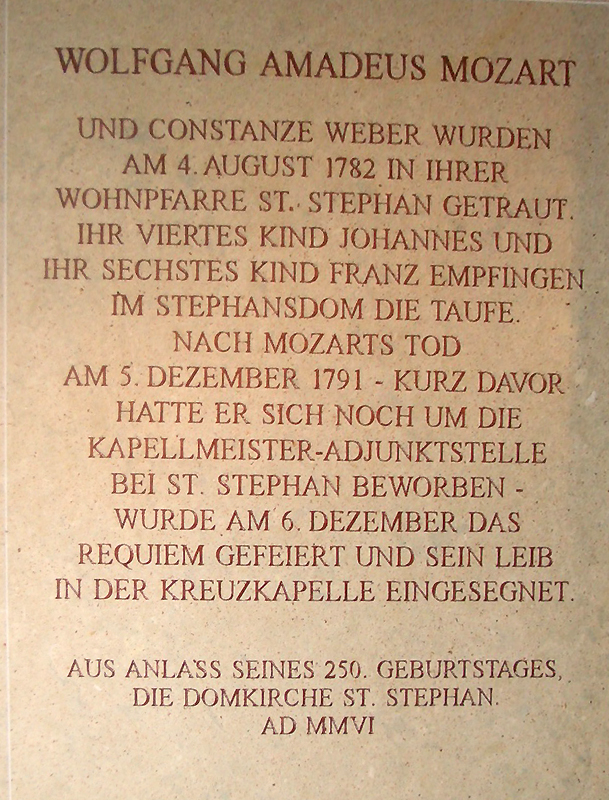 WOLFGANG AMADEUS MOZART
UND CONSTANZE WEBER WURDEN
AM 4. AUGUST 1782 IN IHRER
WOHNPFARRE ST. STEPHAN GETRAUT.
IHR VIERTES KIND JOHANNES UND
IHR SECHSTES KIND FRANZ EMPFINGEN
IM STEPHANSDOM DIE TAUFE.
NACH MOZARTS TOD
AM 5. DEZEMBER 1791 - KURZ DAVOR
HATTE ER SICH NOCH UM DIE
KAPELLMEISTER-ADJUNKTSTELLE
BEI ST. STEPHAN BEWORBEN -
WURDE AM 6. DEZEMBER DAS
REQUIEM GEFEIERT UND SEIN LEIB
IN DER KREUZKAPELLE EINGESEGNET.
AUS ANLASS SEINES 250. GEBURTSTAGES,
DIE DOMKIRCHE ST. STEPHAN.
AD MMVI